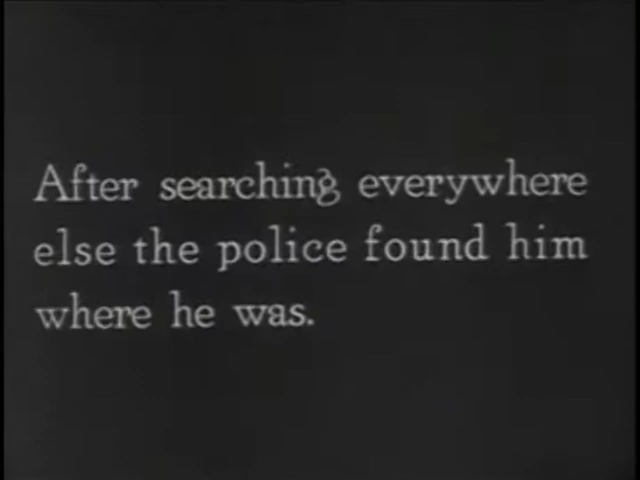 After searching everywhere
else the police found him
where he was.